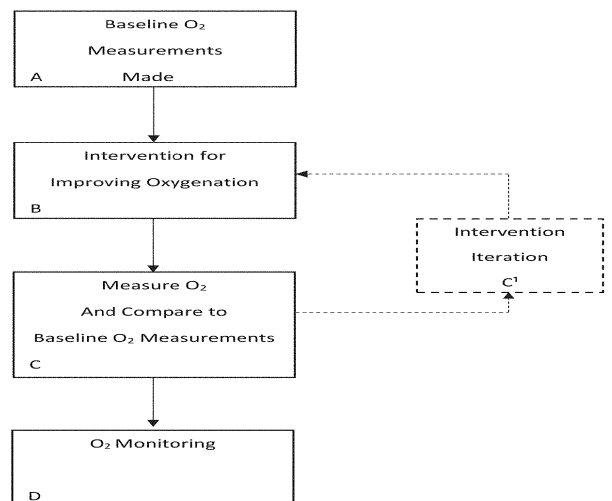 Baseline O₂
Measurements
A Made
Intervention for
Improving Oxygenation
B
Intervention
Iteration
C¹
Measure O₂
And Compare to
Baseline O₂ Measurements
C
O₂ Monitoring
D